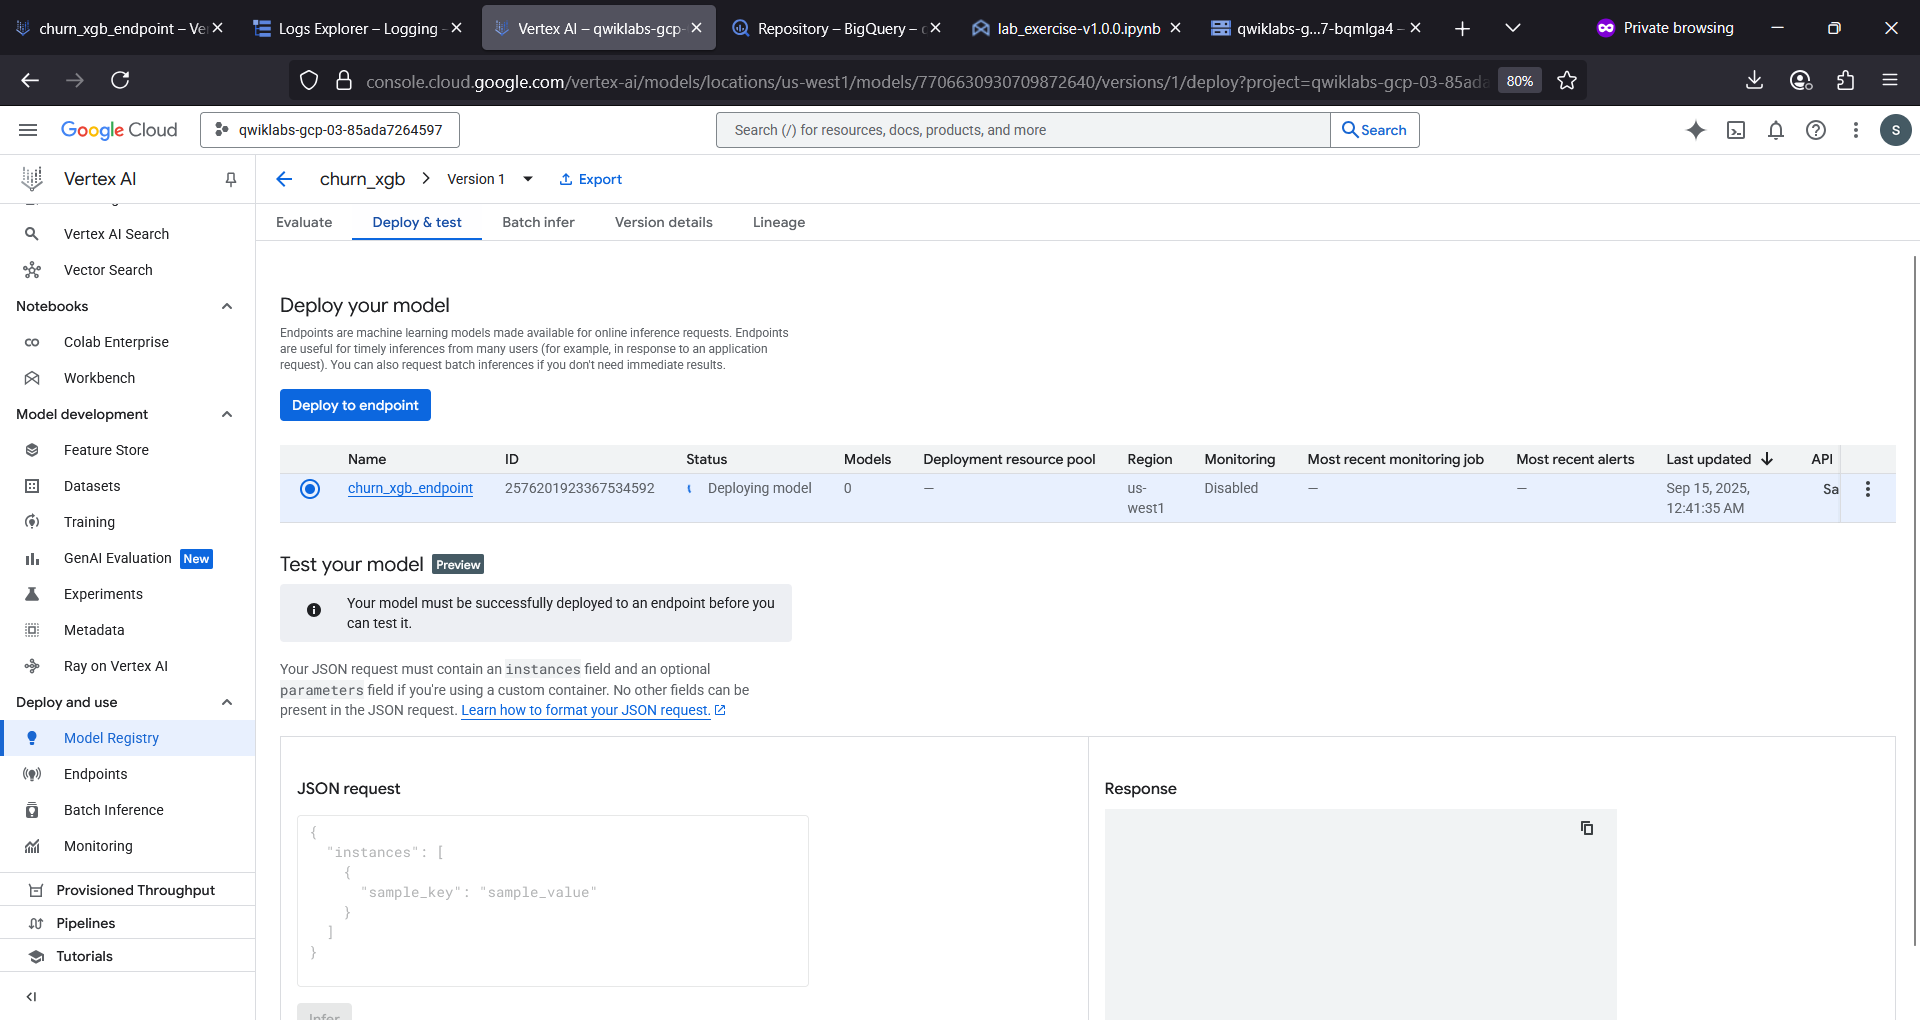 churn_xgb_endpoint – Ve
Logs Explorer – Logging
Vertex AI – qwiklabs-gcp-
Repository – BigQuery –
lab_exercise-v1.0.0.ipynb
qwiklabs-g...7-bqmlga4 –
Private browsing
console.cloud.google.com/vertex-ai/models/locations/us-west1/models/7706630930709872640/versions/1/deploy?project=qwiklabs-gcp-03-85ada
80%
Google Cloud
qwiklabs-gcp-03-85ada7264597
Search (/) for resources, docs, products, and more
Search
S
Vertex AI
churn_xgb
Version 1
Export
Evaluate
Deploy & test
Batch infer
Version details
Lineage
Vertex AI Search
Vector Search
Notebooks
Colab Enterprise
Workbench
Model development
Feature Store
Datasets
Training
GenAI Evaluation New
Experiments
Metadata
Ray on Vertex AI
Deploy and use
Model Registry
Endpoints
Batch Inference
Monitoring
Provisioned Throughput
Pipelines
Tutorials
Deploy your model
Endpoints are machine learning models made available for online inference requests. Endpoints
are useful for timely inferences from many users (for example, in response to an application
request). You can also request batch inferences if you don't need immediate results.
Deploy to endpoint
Name ID Status Models Deployment resource pool Region Monitoring Most recent monitoring job Most recent alerts Last updated API
churn_xgb_endpoint 2576201923367534592 Deploying model 0 — us- Disabled — — Sep 15, 2025, Sa
west1 12:41:35 AM
Test your model Preview
Your model must be successfully deployed to an endpoint before you
can test it.
Your JSON request must contain an instances field and an optional
parameters field if you're using a custom container. No other fields can be
present in the JSON request. Learn how to format your JSON request.
JSON request
{
"instances": [
{
"sample_key": "sample_value"
}
]
}
Infer
Response